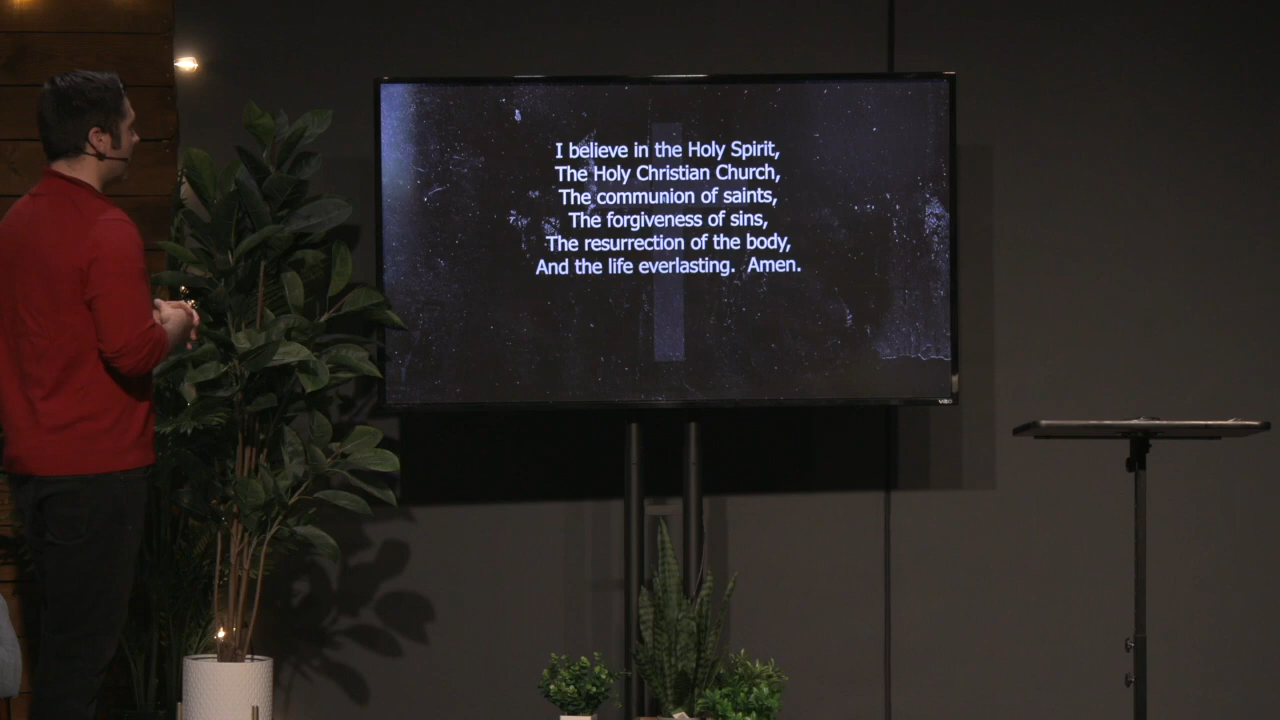 I believe in the Holy Spirit,
The Holy Christian Church,
The communion of saints,
The forgiveness of sins,
The resurrection of the body,
And the life everlasting.  Amen.
VIZIO